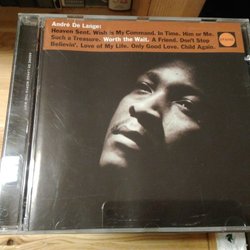 André De Lange:
Heaven Sent. Wish is My Command. In Time. Him or Me.
Such a Treasure. Worth the Wait. A Friend. Don't Stop
Believin'. Love of My Life. Only Good Love. Child Again.